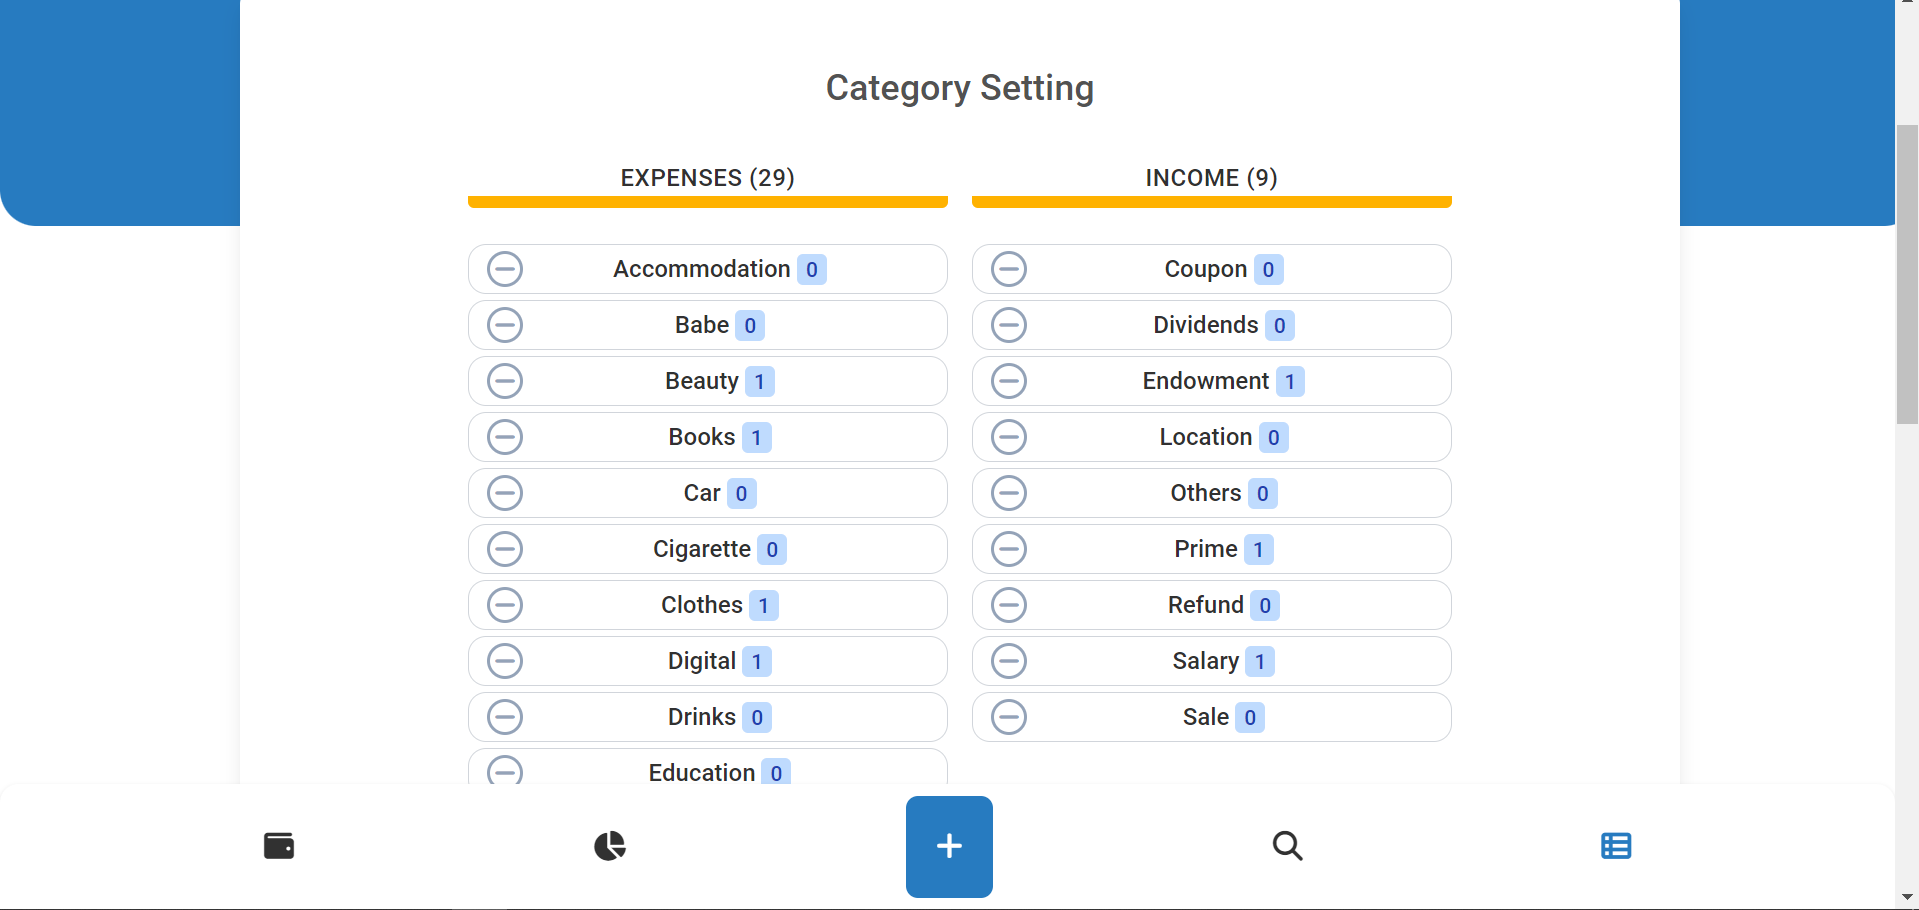 Category Setting
EXPENSES (29)
INCOME (9)
Accommodation 0
Babe 0
Beauty 1
Books 1
Car 0
Cigarette 0
Clothes 1
Digital 1
Drinks 0
Education 0
Coupon 0
Dividends 0
Endowment 1
Location 0
Others 0
Prime 1
Refund 0
Salary 1
Sale 0